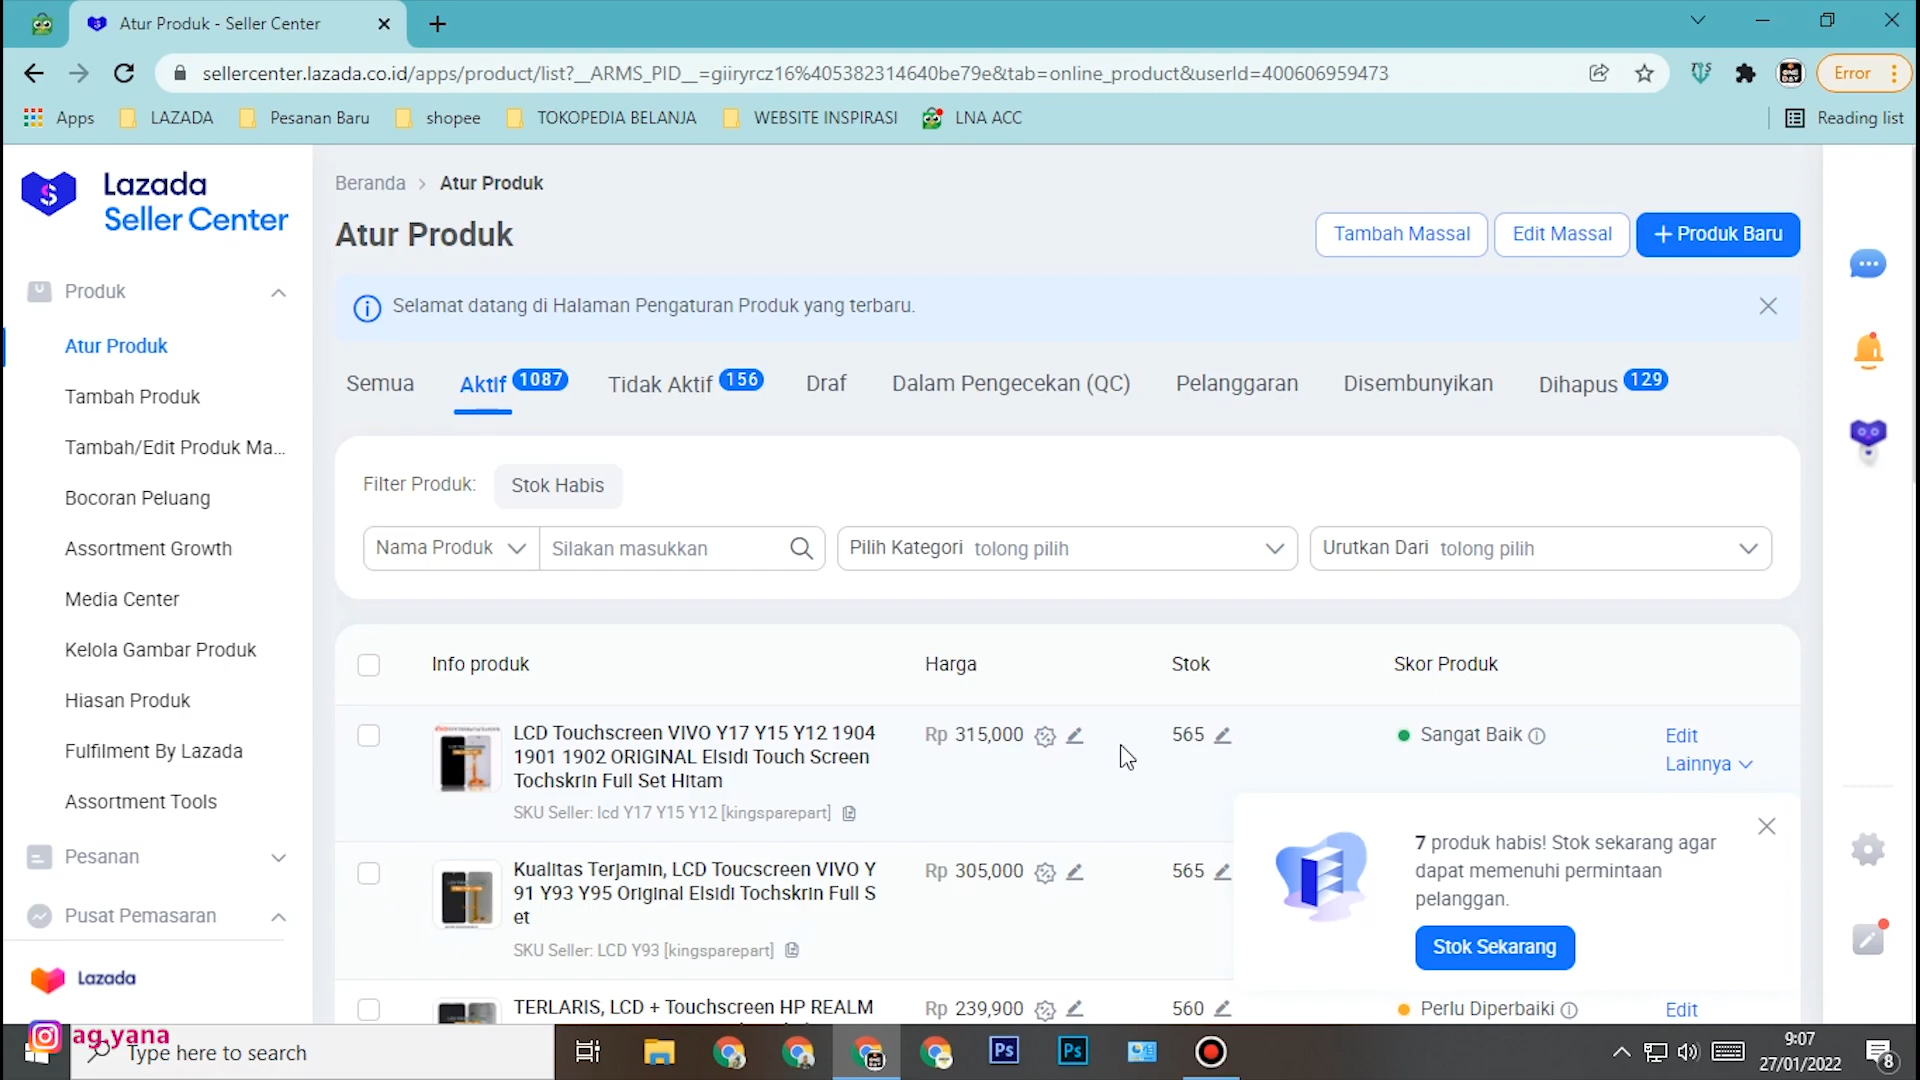 Atur Produk - Seller Center
sellercenter.lazada.co.id/apps/product/list?__ARMS_PID__=giiryrcz16%405382314640be79e&tab=online_product&userId=400606959473
Error
Apps
LAZADA
Pesanan Baru
shopee
TOKOPEDIA BELANJA
WEBSITE INSPIRASI
LNA ACC
Reading list
Lazada
Seller Center
Produk
Atur Produk
Tambah Produk
Tambah/Edit Produk Ma...
Bocoran Peluang
Assortment Growth
Media Center
Kelola Gambar Produk
Hiasan Produk
Fulfilment By Lazada
Assortment Tools
Pesanan
Pusat Pemasaran
Lazada
Beranda > Atur Produk
Atur Produk
Tambah Massal
Edit Massal
+ Produk Baru
Selamat datang di Halaman Pengaturan Produk yang terbaru.
Semua
Aktif 1087
Tidak Aktif 156
Draf
Dalam Pengecekan (QC)
Pelanggaran
Disembunyikan
Dihapus 129
Filter Produk:
Stok Habis
Nama Produk
Silakan masukkan
Pilih Kategori tolong pilih
Urutkan Dari tolong pilih
Info produk
Harga
Stok
Skor Produk
LCD Touchscreen VIVO Y17 Y15 Y12 1904
1901 1902 ORIGINAL Elsidi Touch Screen
Tochskrin Full Set Hitam
SKU Seller: lcd Y17 Y15 Y12 [kingsparepart]
Rp 315,000
565
Sangat Baik
Edit
Lainnya
Kualitas Terjamin, LCD Toucscreen VIVO Y
91 Y93 Y95 Original Elsidi Tochskrin Full S
et
SKU Seller: LCD Y93 [kingsparepart]
Rp 305,000
565
7 produk habis! Stok sekarang agar
dapat memenuhi permintaan
pelanggan.
Stok Sekarang
TERLARIS, LCD + Touchscreen HP REALM
Rp 239,900
560
Perlu Diperbaiki
Edit
ag.yana
Type here to search
Ps
Ps
9:07
27/01/2022
8